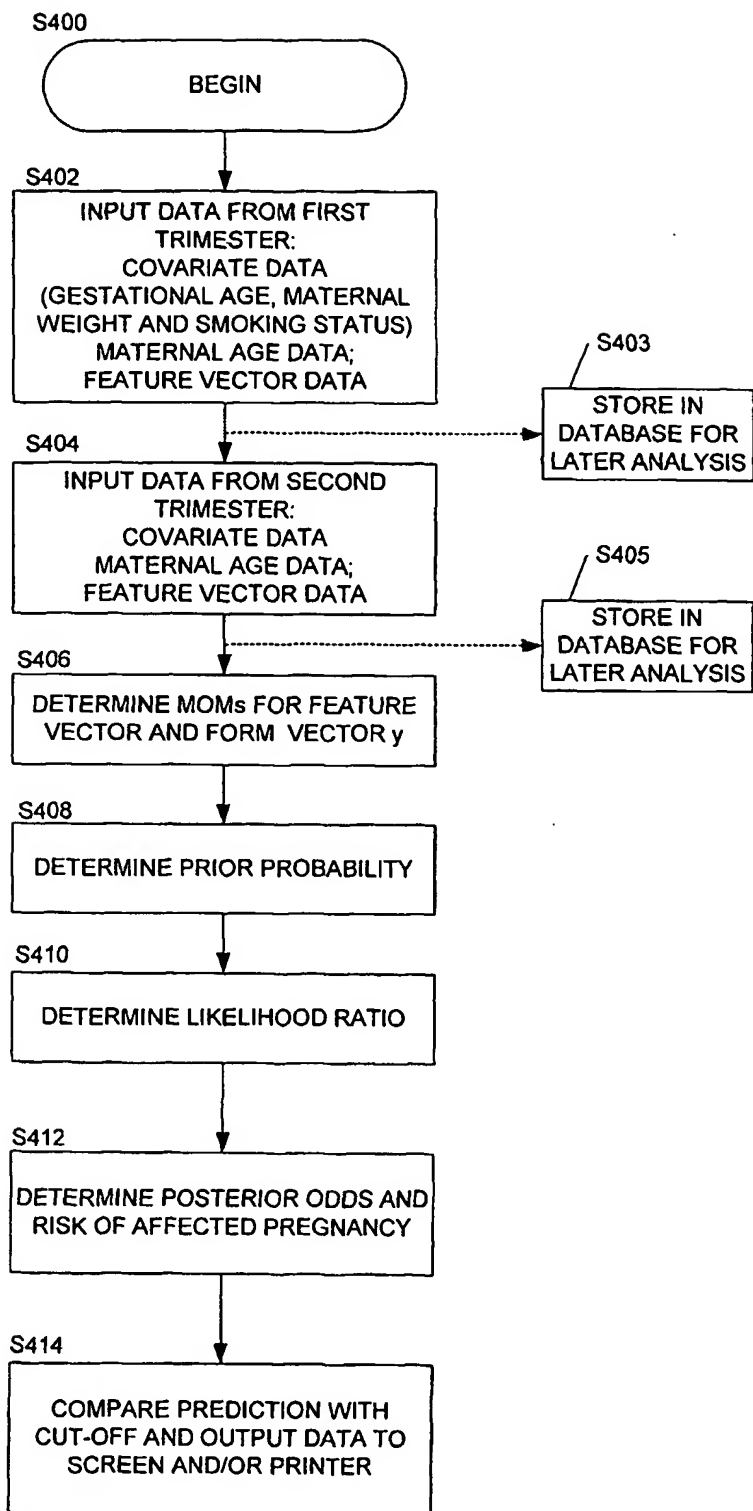 S400
BEGIN
S402
INPUT DATA FROM FIRST
TRIMESTER:
COVARIATE DATA
(GESTATIONAL AGE, MATERNAL
WEIGHT AND SMOKING STATUS)
MATERNAL AGE DATA;
FEATURE VECTOR DATA
S403
STORE IN
DATABASE FOR
LATER ANALYSIS
S404
INPUT DATA FROM SECOND
TRIMESTER:
COVARIATE DATA
MATERNAL AGE DATA;
FEATURE VECTOR DATA
S405
STORE IN
DATABASE FOR
LATER ANALYSIS
S406
DETERMINE MOMs FOR FEATURE
VECTOR AND FORM VECTOR y
S408
DETERMINE PRIOR PROBABILITY
S410
DETERMINE LIKELIHOOD RATIO
S412
DETERMINE POSTERIOR ODDS AND
RISK OF AFFECTED PREGNANCY
S414
COMPARE PREDICTION WITH
CUT-OFF AND OUTPUT DATA TO
SCREEN AND/OR PRINTER